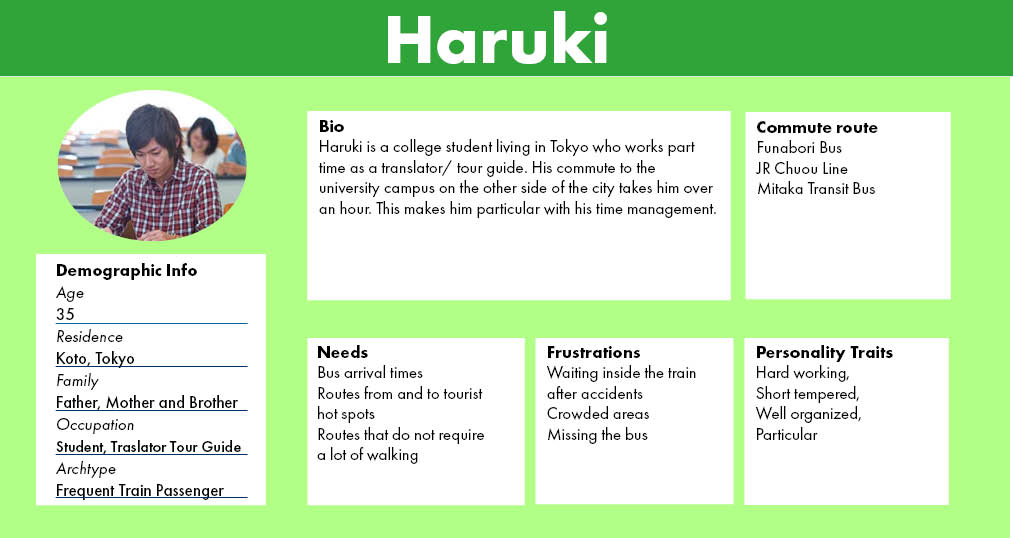 Haruki
Bio
Haruki is a college student living in Tokyo who works part
time as a translator/ tour guide. His commute to the
university campus on the other side of the city takes him over
an hour. This makes him particular with his time management.
Commute route
Funabori Bus
JR Chuou Line
Mitaka Transit Bus
Demographic Info
Age
35
Residence
Koto, Tokyo
Family
Father, Mother and Brother
Occupation
Student, Traslator Tour Guide
Archtype
Frequent Train Passenger
Needs
Bus arrival times
Routes from and to tourist
hot spots
Routes that do not require
a lot of walking
Frustrations
Waiting inside the train
after accidents
Crowded areas
Missing the bus
Personality Traits
Hard working,
Short tempered,
Well organized,
Particular